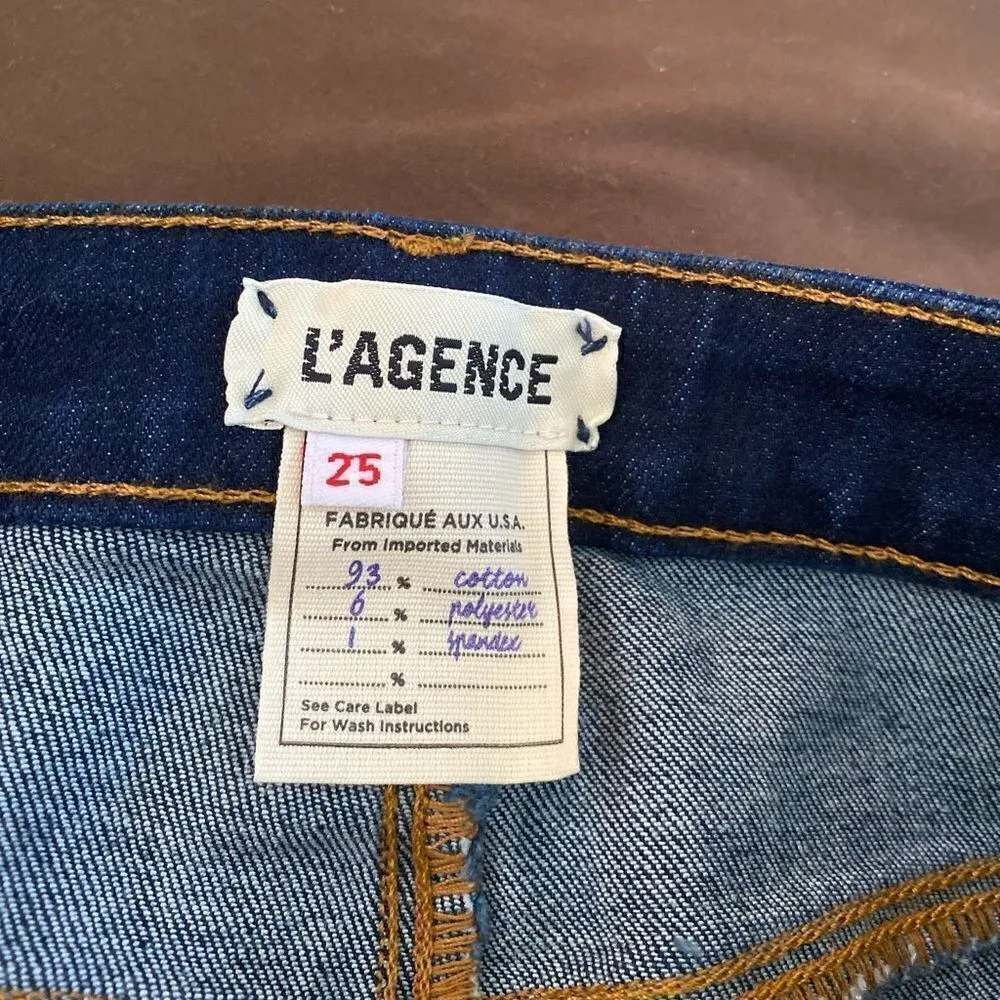 L'AGENCE
25
FABRIQUÉ AUX U.S.A.
From Imported Materials
93 % cotton
6 % polyester
1 % spandex
%
See Care Label
For Wash Instructions